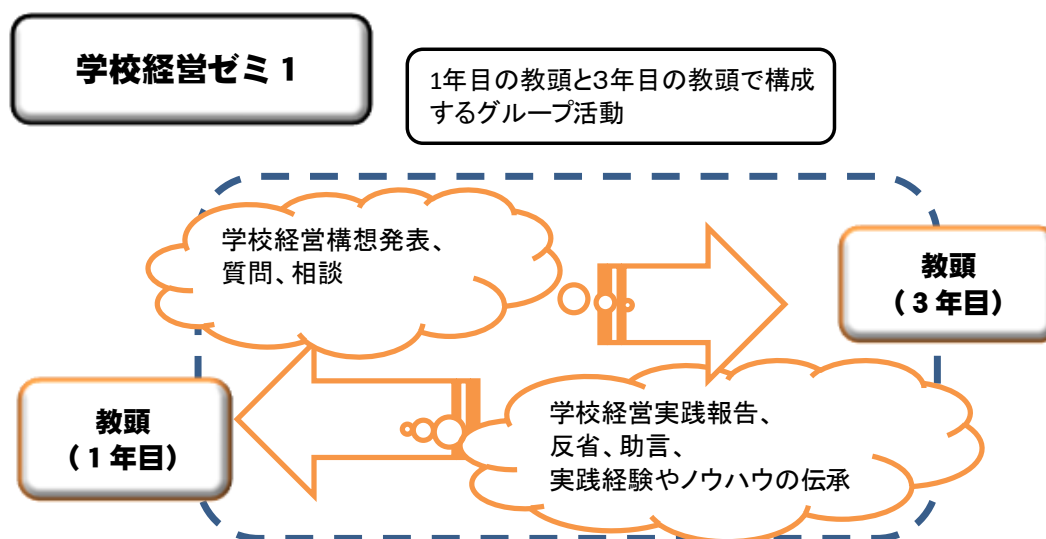 学校経営ゼミ1
1年目の教頭と3年目の教頭で構成
するグループ活動
学校経営構想発表、
質問、相談
教頭
(3年目)
教頭
(1年目)
学校経営実践報告、
反省、助言、
実践経験やノウハウの伝承